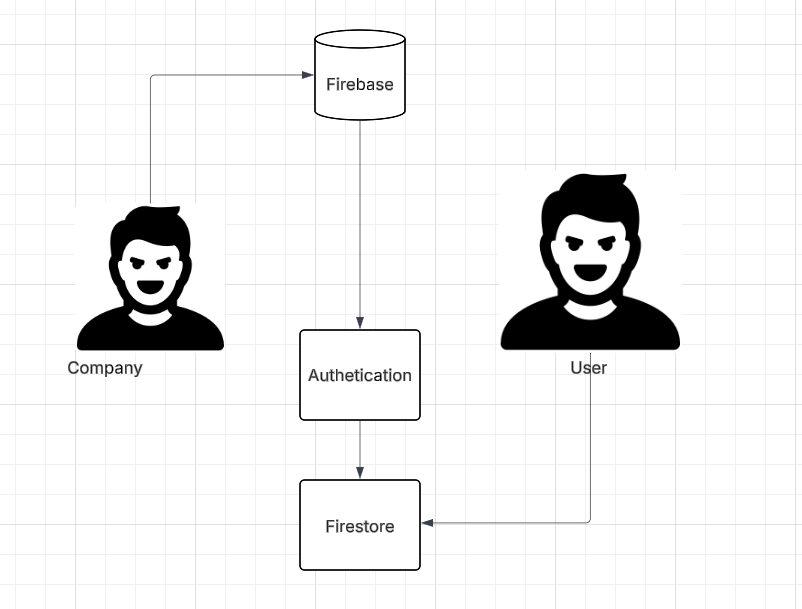 Firebase
Company
User
Authetication
Firestore